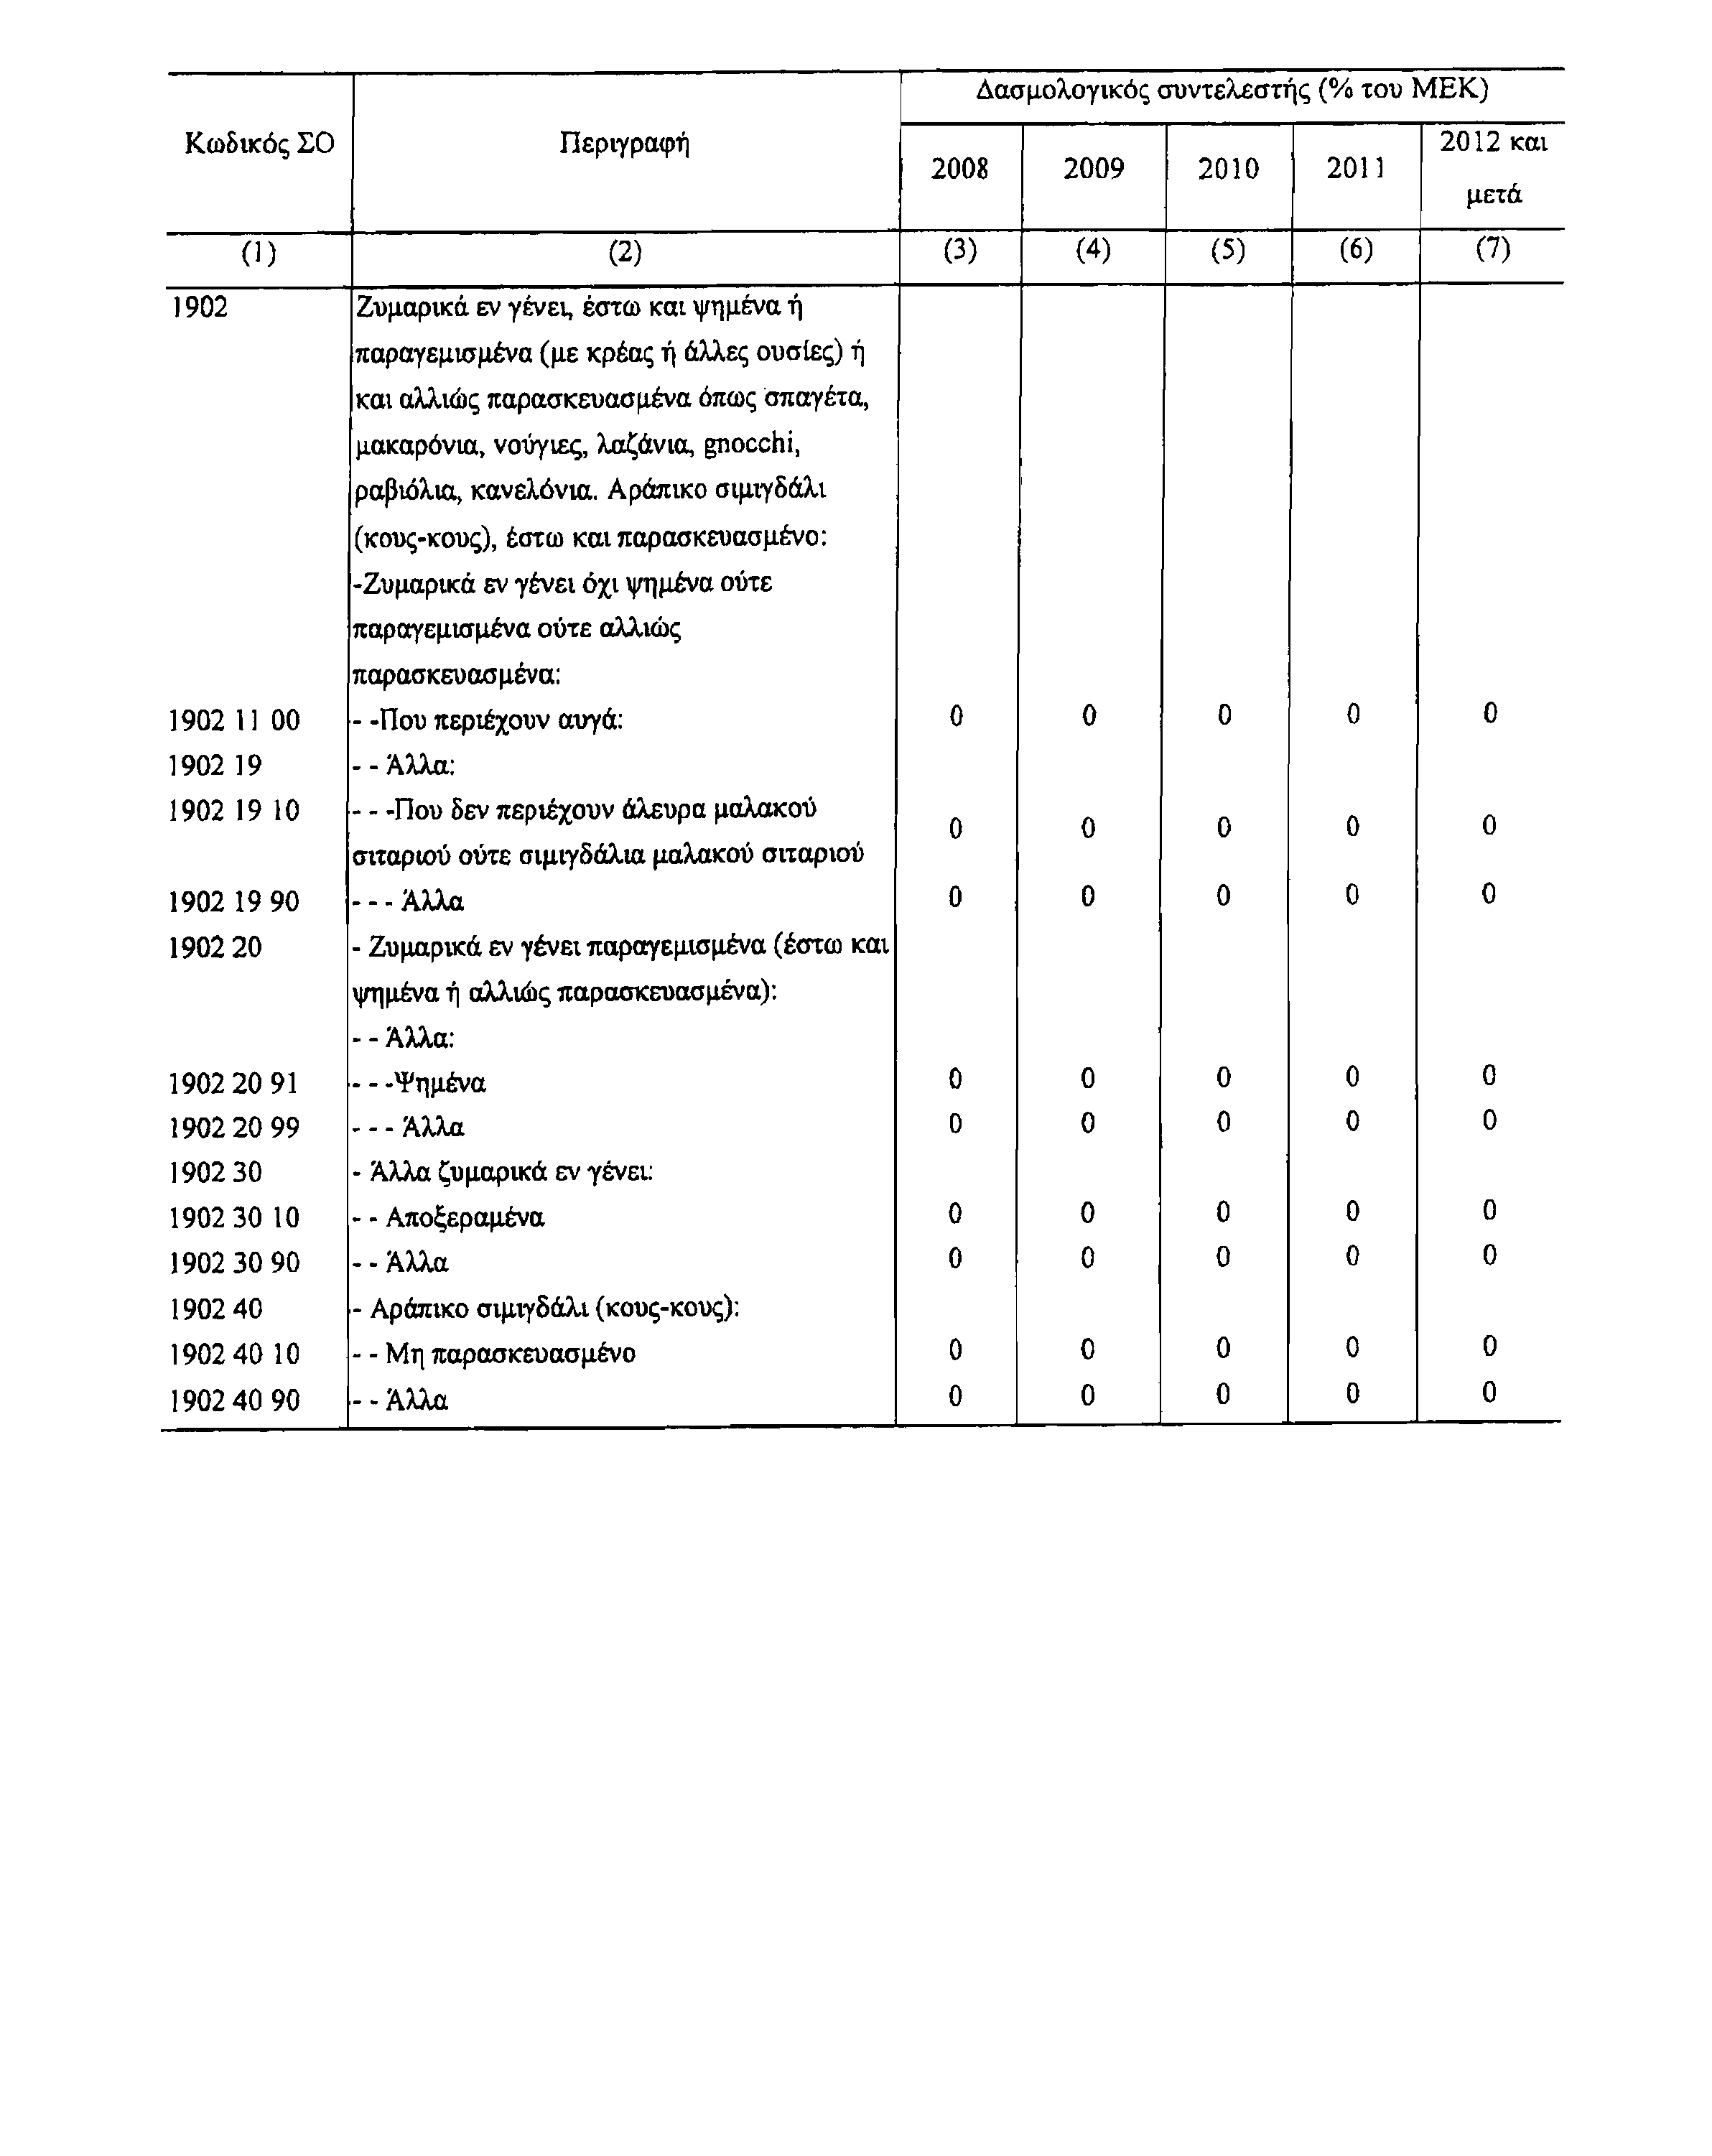 Δασμολογικός συντελεστής (% του ΜΕΚ)
Κωδικός ΣΟ Περιγραφή 2008 2009 2010 2011 2012 και
μετά
(1) (2) (3) (4) (5) (6) (7)
1902 Ζυμαρικά εν γένει, έστω και ψημένα ή
παραγεμισμένα (με κρέας ή άλλες ουσίες) ή
και αλλιώς παρασκευασμένα όπως σπαγέτα,
μακαρόνια, νούγιες, λαζάνια, gnocchi,
ραβιόλια, κανελόνια. Αράπικο σιμιγδάλι
(κους-κους), έστω και παρασκευασμένο:
-Ζυμαρικά εν γένει όχι ψημένα ούτε
παραγεμισμένα ούτε αλλιώς
παρασκευασμένα:
1902 11 00 - -Που περιέχουν αυγά: 0 0 0 0 0
1902 19 - - Άλλα:
1902 19 10 - - -Που δεν περιέχουν άλευρα μαλακού
σιταριού ούτε σιμιγδάλια μαλακού σιταριού 0 0 0 0 0
1902 19 90 - - - Άλλα 0 0 0 0 0
1902 20 - Ζυμαρικά εν γένει παραγεμισμένα (έστω και
ψημένα ή αλλιώς παρασκευασμένα):
- - Άλλα:
1902 20 91 - - -Ψημένα 0 0 0 0 0
1902 20 99 - - - Άλλα 0 0 0 0 0
1902 30 - Άλλα ζυμαρικά εν γένει:
1902 30 10 - - Αποξεραμένα 0 0 0 0 0
1902 30 90 - - Άλλα 0 0 0 0 0
1902 40 - Αράπικο σιμιγδάλι (κους-κους):
1902 40 10 - - Μη παρασκευασμένο 0 0 0 0 0
1902 40 90 - - Άλλα 0 0 0 0 0